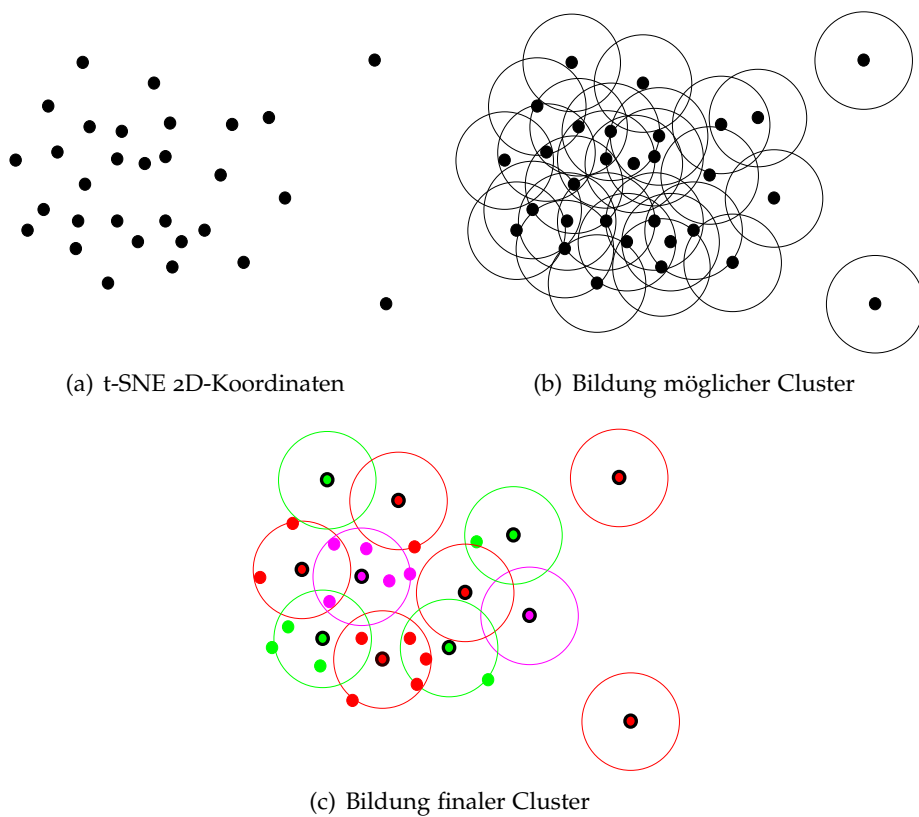 (a) t-SNE 2D-Koordinaten
(b) Bildung möglicher Cluster
(c) Bildung finaler Cluster